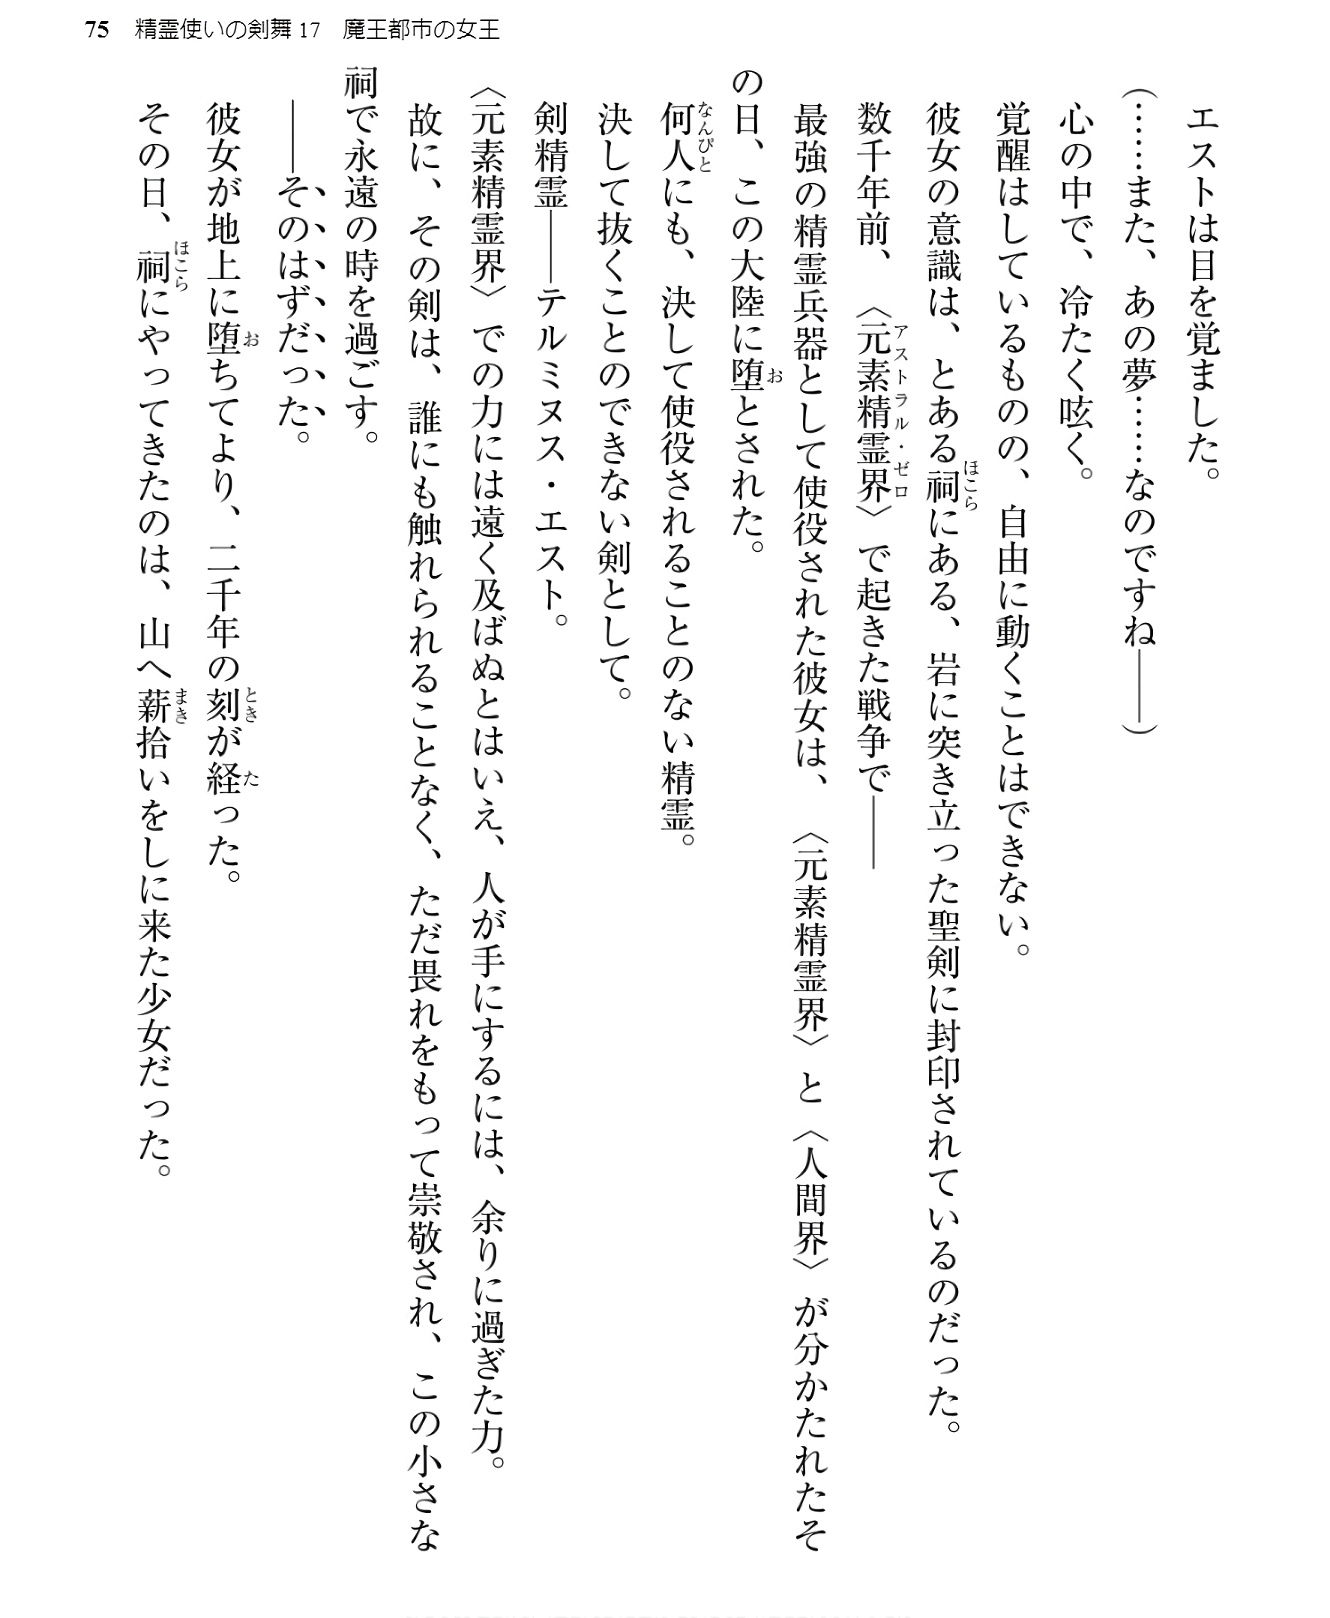 75 精霊使いの剣舞17 魔王都市の女王
エストは目を覚ました。
(……また、あの夢……なのですね――)
心の中で、冷たく呟く。
覚醒はしているものの、自由に動くことはできない。
彼女の意識は、とある祠にある、岩に突き立った聖剣に封印されているのだった。
数千年前、〈元素精霊界〉で起きた戦争で――
最強の精霊兵器として使役された彼女は、〈元素精霊界〉と〈人間界〉が分かたれたそ
の日、この大陸に堕とされた。
何人にも、決して使役されることのない精霊。
決して抜くことのできない剣として。
剣精霊――テルミヌス・エスト。
〈元素精霊界〉での力には遠く及ばぬとはいえ、人が手にするには、余りに過ぎた力。
故に、その剣は、誰にも触れられることなく、ただ畏れをもって崇敬され、この小さな
祠で永遠の時を過ごす。
――そのはずだった。
彼女が地上に堕ちてより、二千年の刻が経った。
その日、祠にやってきたのは、山へ薪拾いをしに来た少女だった。